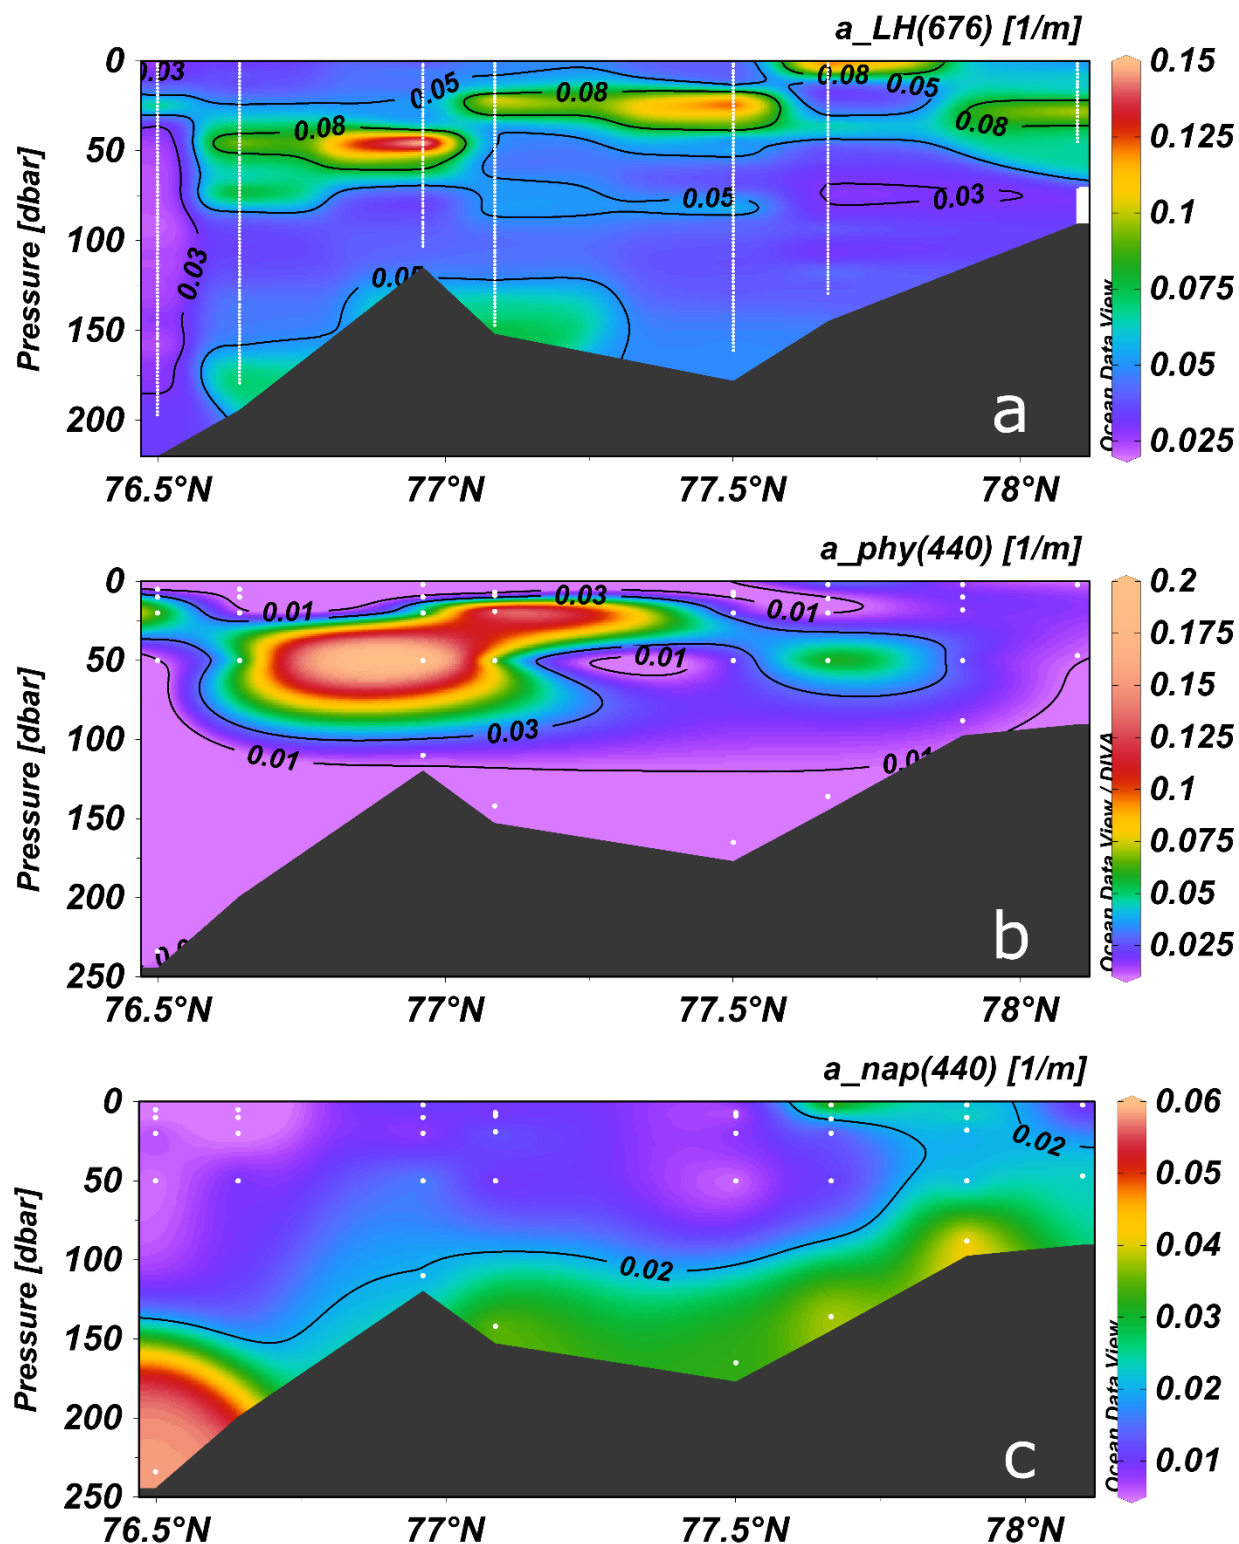 a_LH(676) [1/m]
0
50
100
150
200
Pressure [dbar]
0.03
0.05
0.08
0.08
0.08
0.05
0.08
0.03
0.05
0.03
0.05
a
76.5°N
77°N
77.5°N
78°N
Ocean Data View
0.15
0.125
0.1
0.075
0.05
0.025
a_phy(440) [1/m]
0
50
100
150
200
250
Pressure [dbar]
0.01
0.03
0.01
0.01
0.03
0.01
0.01
b
76.5°N
77°N
77.5°N
78°N
Ocean Data View / DIVA
0.2
0.175
0.15
0.125
0.1
0.075
0.05
0.025
a_nap(440) [1/m]
0
50
100
150
200
250
Pressure [dbar]
0.02
0.02
c
76.5°N
77°N
77.5°N
78°N
Ocean Data View
0.06
0.05
0.04
0.03
0.02
0.01